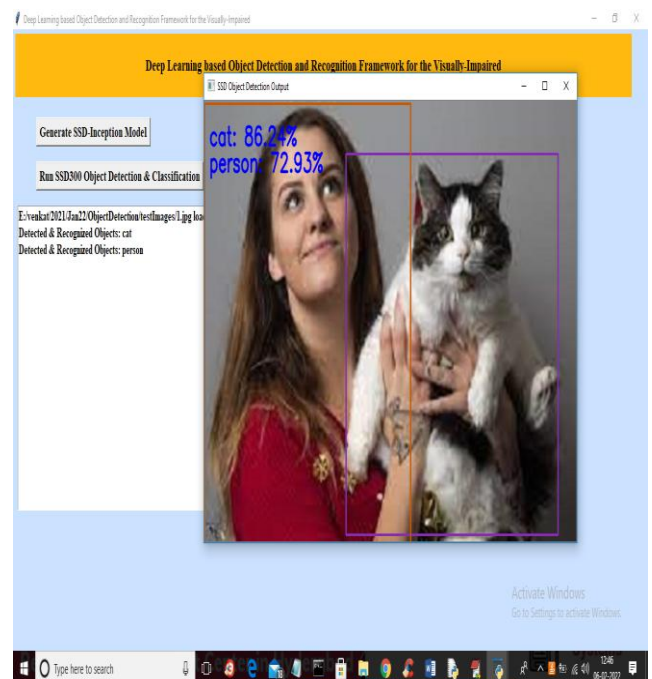 Deep Learning based Object Detection and Recognition Framework for the Visually-Impaired
Deep Learning based Object Detection and Recognition Framework for the Visually-Impaired
SSD Object Detection Output
Generate SSD-Inception Model
cat: 86.24%
person: 72.93%
Run SSD300 Object Detection & Classification
E:/venkat/2021/Jan22/ObjectDetection/testImages/1.jpg loa
Detected & Recognized Objects: cat
Detected & Recognized Objects: person
Activate Windows
Go to Settings to activate Windows.
Type here to search
12:46
06-02-2022